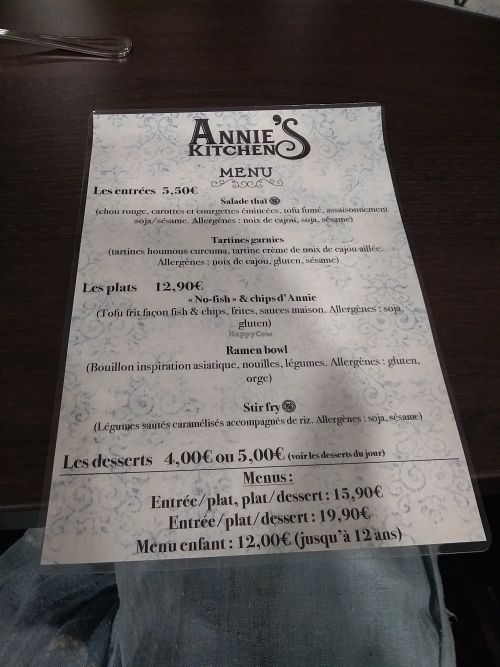 ANNIE'S
KITCHEN
MENU
Les entrées 5,50€
Salade thaï
(chou rouge, carottes et courgettes émincées, tofu fumé, assaisonnement
soja/sésame. Allergènes : noix de cajou, soja, sésame)
Tartines garnies
(tartines houmous curcuma, tartine crème de noix de cajou aillée.
Allergènes : noix de cajou, gluten, sésame)
Les plats 12,90€
« No-fish » & chips d'Annie
(Tofu frit façon fish & chips, frites, sauces maison. Allergènes : soja,
gluten)
HappyCow
Ramen bowl
(Bouillon inspiration asiatique, nouilles, légumes. Allergènes : gluten,
orge)
Stir fry
(Légumes sautés caramélisés accompagnés de riz. Allergènes : soja, sésame)
Les desserts 4,00€ ou 5,00€ (voir les desserts du jour)
Menus :
Entrée/plat, plat/dessert : 15,90€
Entrée/plat/dessert : 19,90€
Menu enfant : 12,00€ (jusqu'à 12 ans)